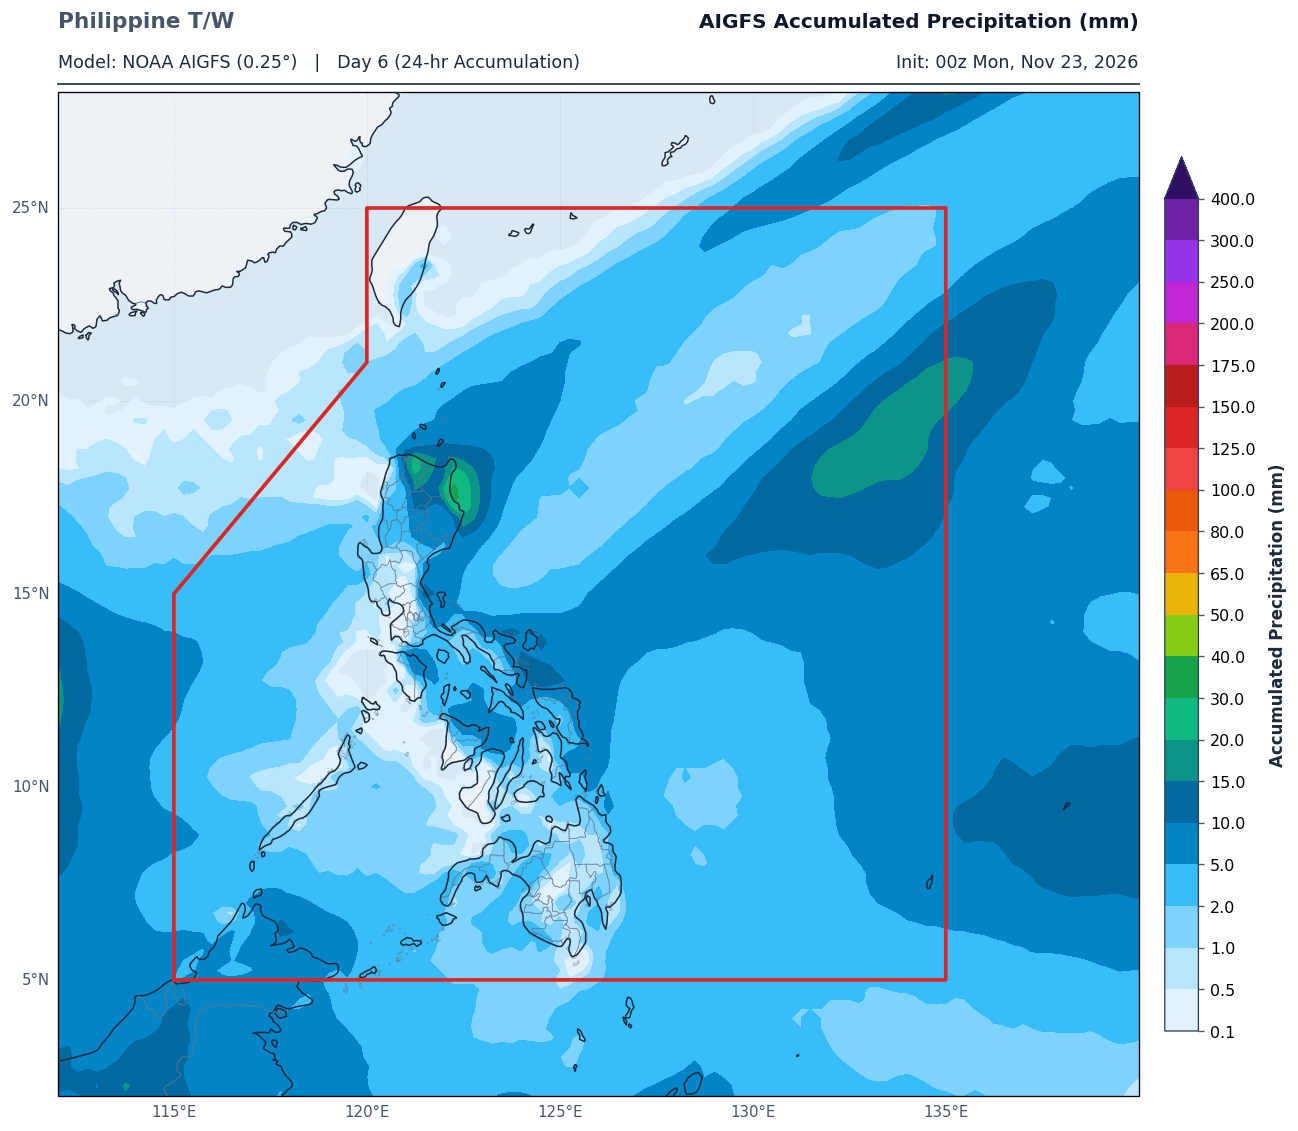 Philippine T/W
AIGFS Accumulated Precipitation (mm)
Model: NOAA AIGFS (0.25°) | Day 6 (24-hr Accumulation)
Init: 00z Mon, Nov 23, 2026
25°N
20°N
15°N
10°N
5°N
115°E
120°E
125°E
130°E
135°E
400.0
300.0
250.0
200.0
175.0
150.0
125.0
100.0
80.0
65.0
50.0
40.0
30.0
20.0
15.0
10.0
5.0
2.0
1.0
0.5
0.1
Accumulated Precipitation (mm)